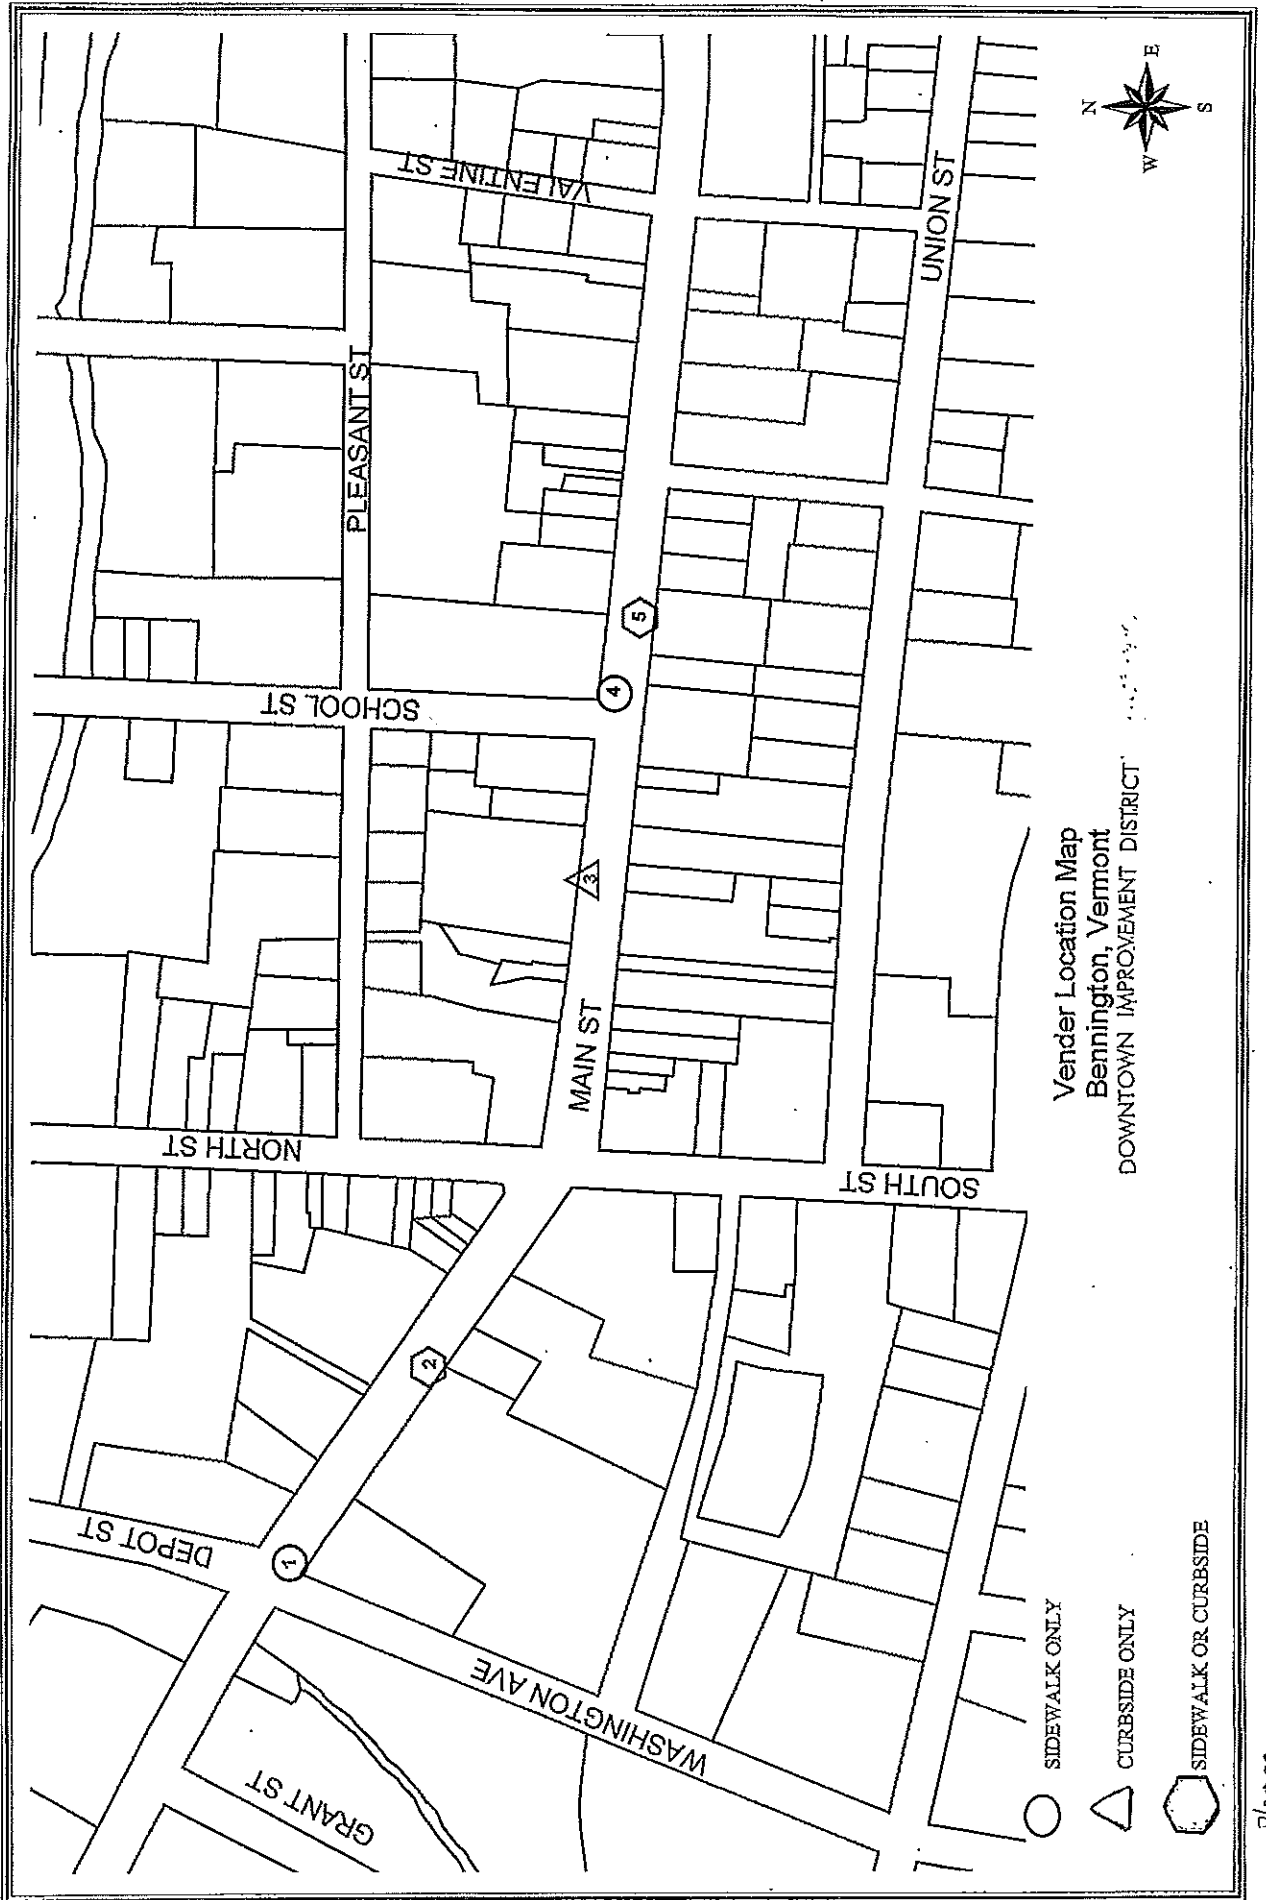 N
W
E
S
VALENTINE ST
PLEASANT ST
UNION ST
SCHOOL ST
NORTH ST
MAIN ST
SOUTH ST
DEPOT ST
WASHINGTON AVE
GRANT ST
1
2
3
4
5
Vender Location Map
Bennington, Vermont
DOWNTOWN IMPROVEMENT DISTRICT
SIDEWALK ONLY
CURBSIDE ONLY
SIDEWALK OR CURBSIDE